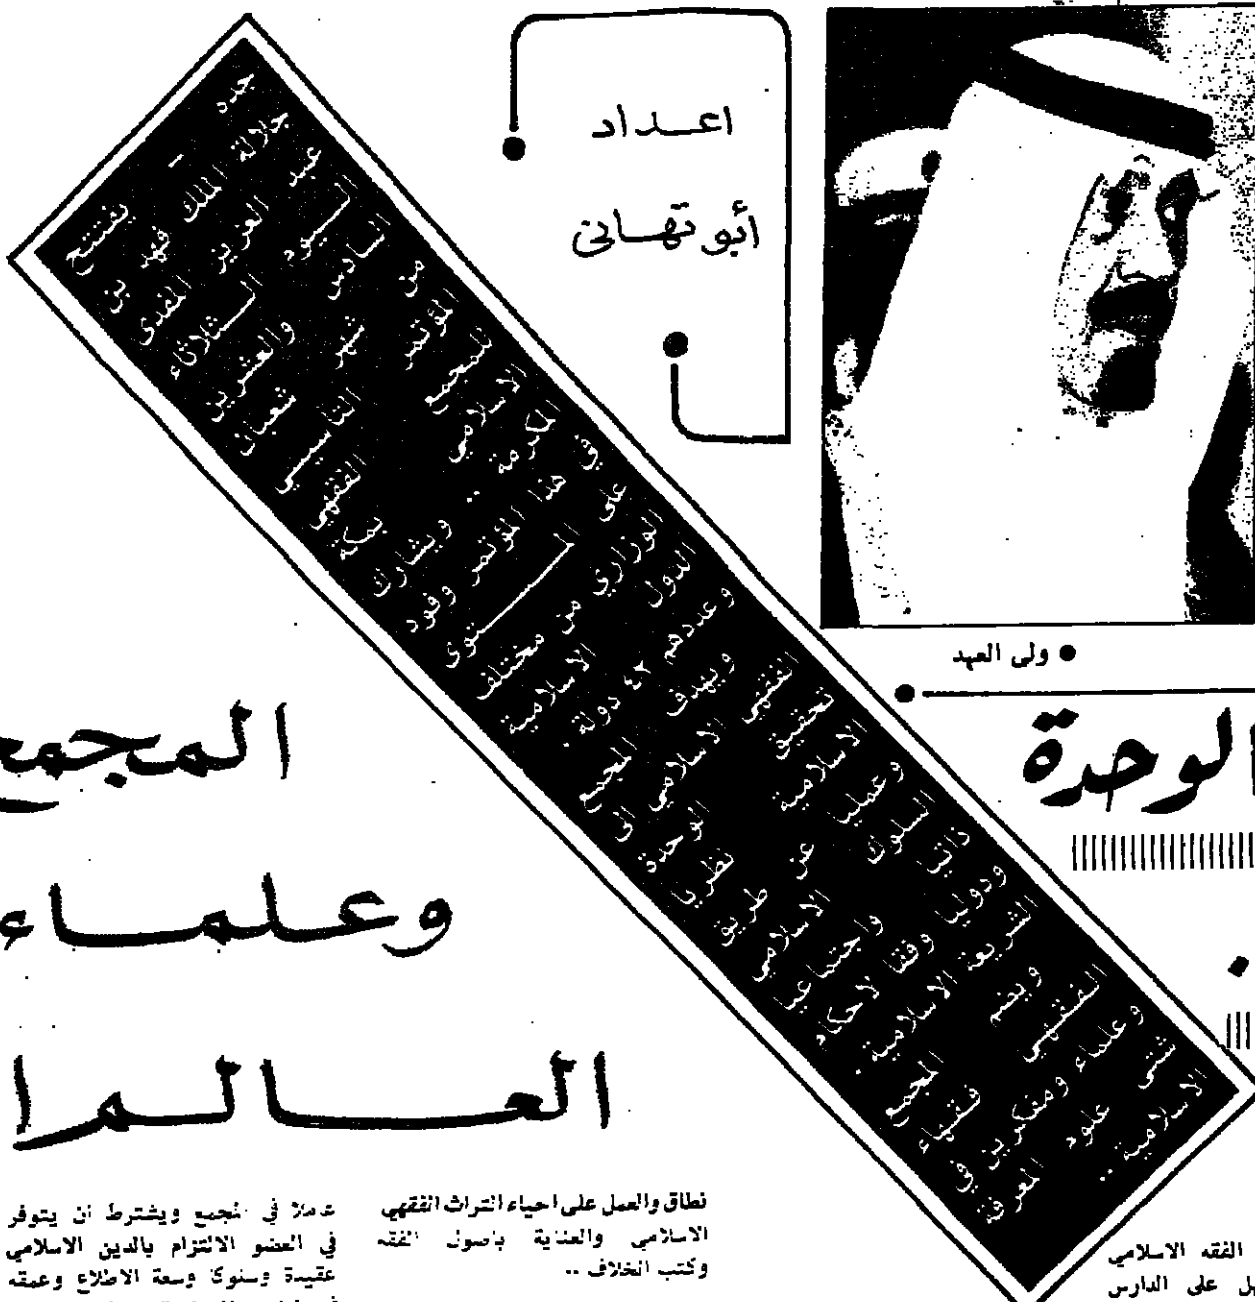 اعداد
أبو تهانى
● ولى العهد
الوحدة
المجمع
وعلماء
العالم ا
جدة - يفتتح
جلالة الملك فهد بن
عبد العزيز المفدى
اليوم الثلاثاء
السادس والعشرين
من شهر شعبان
المؤتمر التأسيسي
للمجمع الفقهي
الاسلامي بمكة
المكرمة .. ويشارك
في هذا المؤتمر وفود
على المستوى
الوزاري من مختلف
الدول الاسلامية
وعددهم ٤٢ دولة .
ويهدف المجمع
الفقهي الاسلامي الى
تحقيق الوحدة
الاسلامية نظريا
وعمليا عن طريق
السلوك الاسلامي
ذاتيا واجتماعيا
ودوليا وفقا لاحكام
الشريعة الاسلامية .
ويضم المجمع
الفقهي فقهاء
وعلماء ومفكرين في
شتى علوم المعرفة
الاسلامية ..
نطاق والعمل على احياء التراث الفقهي
الاسلامي والعناية باصول الفقه
وكتب الخلاف ..
عاملا في المجمع ويشترط ان يتوفر
في العضو الالتزام بالدين الاسلامي
عقيدة وسلوكا وسعة الاطلاع وعمقه
الفقه الاسلامي
على الدارس